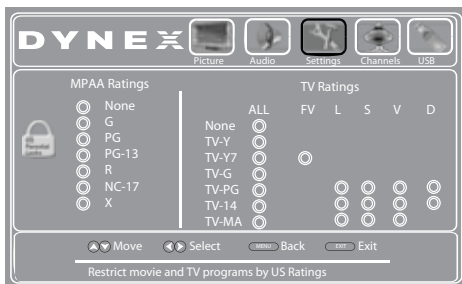 DYNEX
Picture Audio Settings Channels USB
MPAA Ratings
TV Ratings
None
G
PG
PG-13
R
NC-17
X
Parental
Locks
ALL FV L S V D
None
TV-Y
TV-Y7
TV-G
TV-PG
TV-14
TV-MA
Move Select MENU Back EXIT Exit
Restrict movie and TV programs by US Ratings